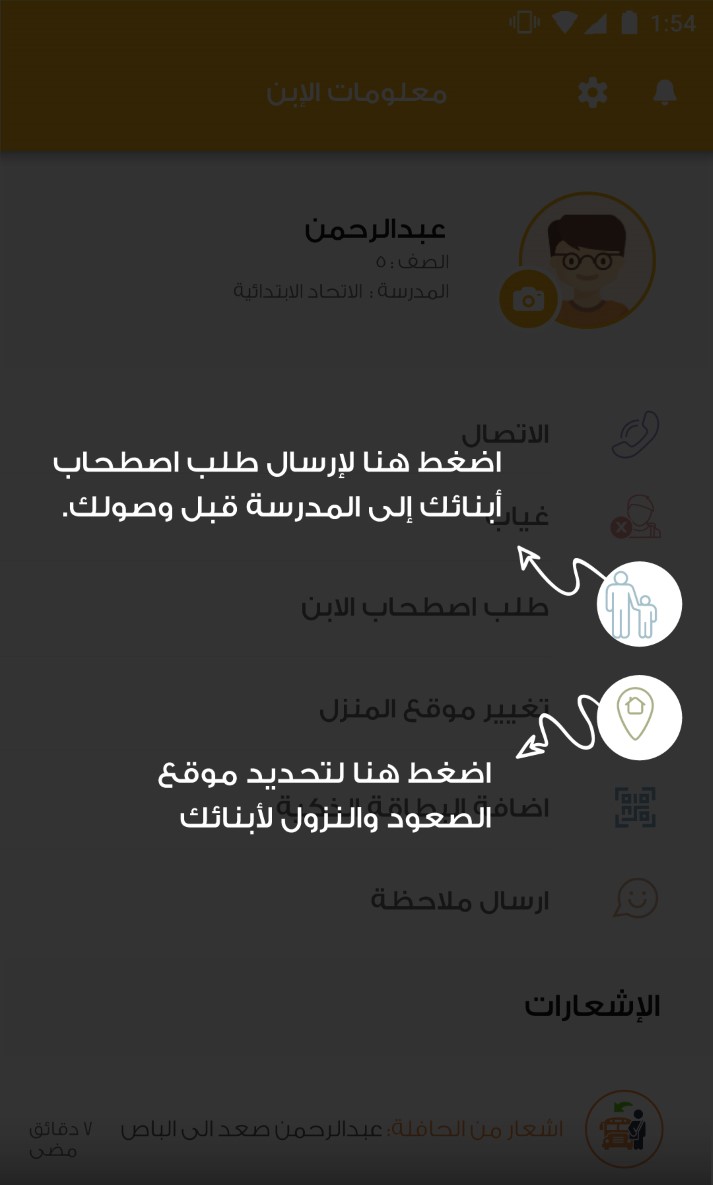 1:54
معلومات الإبن
عبدالرحمن
الصف : ٥
المدرسة : الاتحاد الابتدائية
الاتصال
اضغط هنا لإرسال طلب اصطحاب
أبنائك إلى المدرسة قبل وصولك.
غياب
طلب اصطحاب الابن
تغيير موقع المنزل
اضغط هنا لتحديد موقع
اضافة البطاقة الذكية
الصعود والنزول لأبنائك
ارسال ملاحظة
الإشعارات
اشعار من الحافلة: عبدالرحمن صعد الى الباص
٧ دقائق
مضى